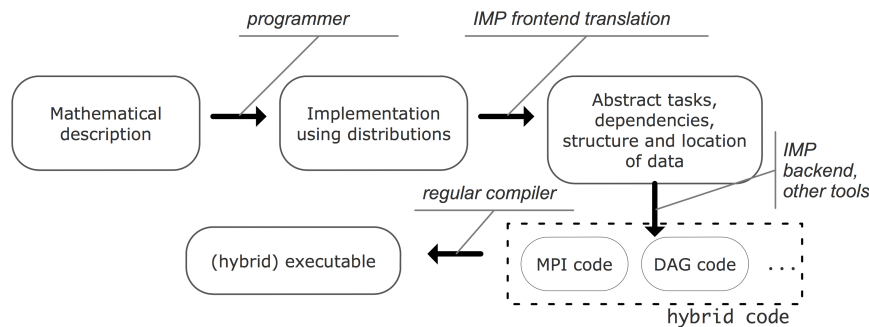 programmer
IMP frontend translation
Mathematical
description
Implementation
using distributions
Abstract tasks,
dependencies,
structure and location
of data
IMP
backend,
other tools
regular compiler
(hybrid) executable
MPI code
DAG code
...
hybrid code